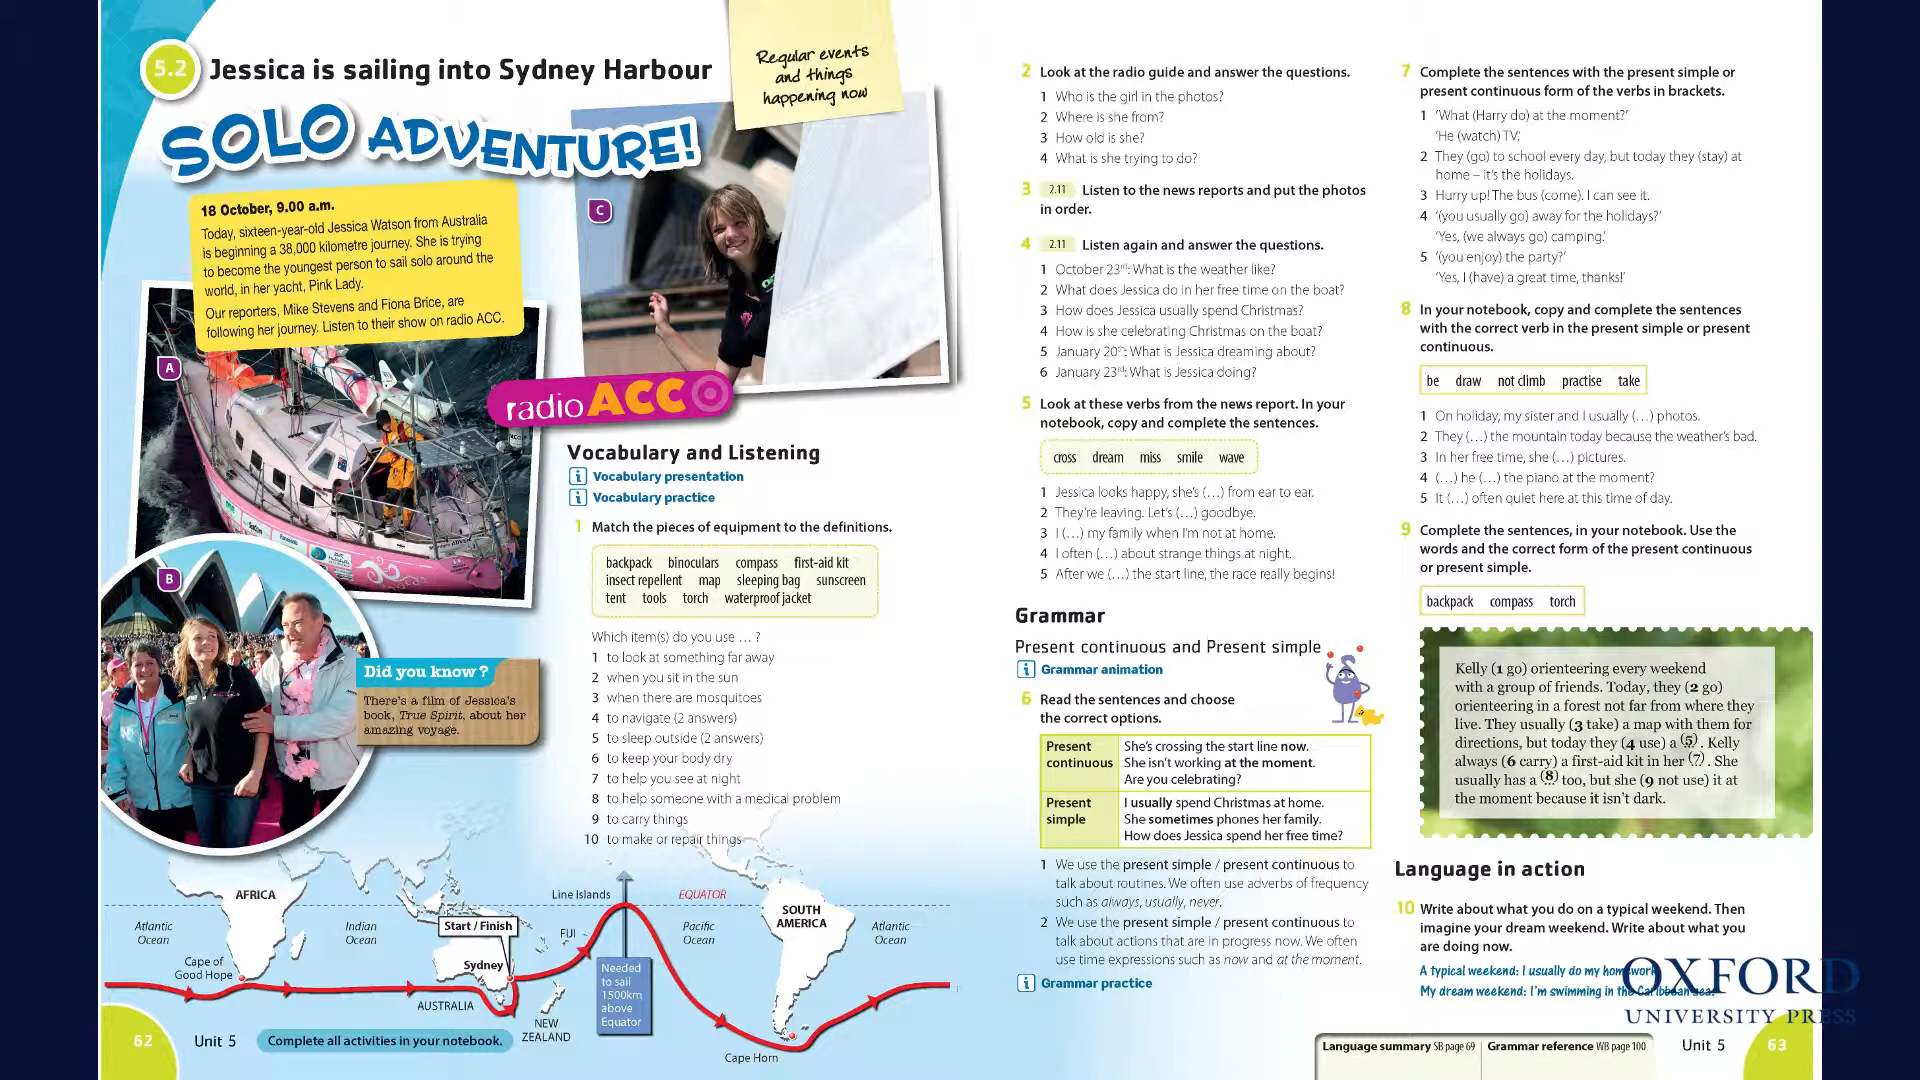 5.2 Jessica is sailing into Sydney Harbour
Regular events
and things
happening now
SOLO ADVENTURE!
18 October, 9.00 a.m.
Today, sixteen-year-old Jessica Watson from Australia
is beginning a 38,000 kilometre journey. She is trying
to become the youngest person to sail solo around the
world, in her yacht, Pink Lady.
Our reporters, Mike Stevens and Fiona Brice, are
following her journey. Listen to their show on radio ACC.
A
C
radio ACC
B
Did you know?
There's a film of Jessica's
book, True Spirit, about her
amazing voyage.
Vocabulary and Listening
i Vocabulary presentation
i Vocabulary practice
1 Match the pieces of equipment to the definitions.
backpack binoculars compass first-aid kit
insect repellent map sleeping bag sunscreen
tent tools torch waterproof jacket
Which item(s) do you use … ?
1 to look at something far away
2 when you sit in the sun
3 when there are mosquitoes
4 to navigate (2 answers)
5 to sleep outside (2 answers)
6 to keep your body dry
7 to help you see at night
8 to help someone with a medical problem
9 to carry things
10 to make or repair things
AFRICA
Line Islands
EQUATOR
SOUTH
AMERICA
Atlantic
Ocean
Indian
Ocean
Start / Finish
FIJI
Pacific
Ocean
Atlantic
Ocean
Cape of
Good Hope
Sydney
Needed
to sail
1500km
above
Equator
AUSTRALIA
NEW
ZEALAND
Cape Horn
62 Unit 5 Complete all activities in your notebook.
2 Look at the radio guide and answer the questions.
1 Who is the girl in the photos?
2 Where is she from?
3 How old is she?
4 What is she trying to do?
3 2.11 Listen to the news reports and put the photos
in order.
4 2.11 Listen again and answer the questions.
1 October 23rd: What is the weather like?
2 What does Jessica do in her free time on the boat?
3 How does Jessica usually spend Christmas?
4 How is she celebrating Christmas on the boat?
5 January 20th: What is Jessica dreaming about?
6 January 23rd: What is Jessica doing?
5 Look at these verbs from the news report. In your
notebook, copy and complete the sentences.
cross dream miss smile wave
1 Jessica looks happy, she's (…) from ear to ear.
2 They're leaving. Let's (…) goodbye.
3 I (…) my family when I'm not at home.
4 I often (…) about strange things at night.
5 After we (…) the start line, the race really begins!
Grammar
Present continuous and Present simple
i Grammar animation
6 Read the sentences and choose
the correct options.
Present
continuous
She's crossing the start line now.
She isn't working at the moment.
Are you celebrating?
Present
simple
I usually spend Christmas at home.
She sometimes phones her family.
How does Jessica spend her free time?
1 We use the present simple / present continuous to
talk about routines. We often use adverbs of frequency
such as always, usually, never.
2 We use the present simple / present continuous to
talk about actions that are in progress now. We often
use time expressions such as now and at the moment.
i Grammar practice
7 Complete the sentences with the present simple or
present continuous form of the verbs in brackets.
1 'What (Harry do) at the moment?'
'He (watch) TV.'
2 They (go) to school every day, but today they (stay) at
home – it's the holidays.
3 Hurry up! The bus (come). I can see it.
4 '(you usually go) away for the holidays?'
'Yes, (we always go) camping.'
5 '(you enjoy) the party?'
'Yes, I (have) a great time, thanks!'
8 In your notebook, copy and complete the sentences
with the correct verb in the present simple or present
continuous.
be draw not climb practise take
1 On holiday, my sister and I usually (…) photos.
2 They (…) the mountain today because the weather's bad.
3 In her free time, she (…) pictures.
4 (…) he (…) the piano at the moment?
5 It (…) often quiet here at this time of day.
9 Complete the sentences, in your notebook. Use the
words and the correct form of the present continuous
or present simple.
backpack compass torch
Kelly (1 go) orienteering every weekend
with a group of friends. Today, they (2 go)
orienteering in a forest not far from where they
live. They usually (3 take) a map with them for
directions, but today they (4 use) a (5) … . Kelly
always (6 carry) a first-aid kit in her (7) … . She
usually has a (8) … too, but she (9 not use) it at
the moment because it isn't dark.
Language in action
10 Write about what you do on a typical weekend. Then
imagine your dream weekend. Write about what you
are doing now.
A typical weekend: I usually do my homework.
My dream weekend: I'm swimming in the Caribbean sea.
OXFORD
UNIVERSITY PRESS
Language summary SB page 69 Grammar reference WB page 100
Unit 5 63